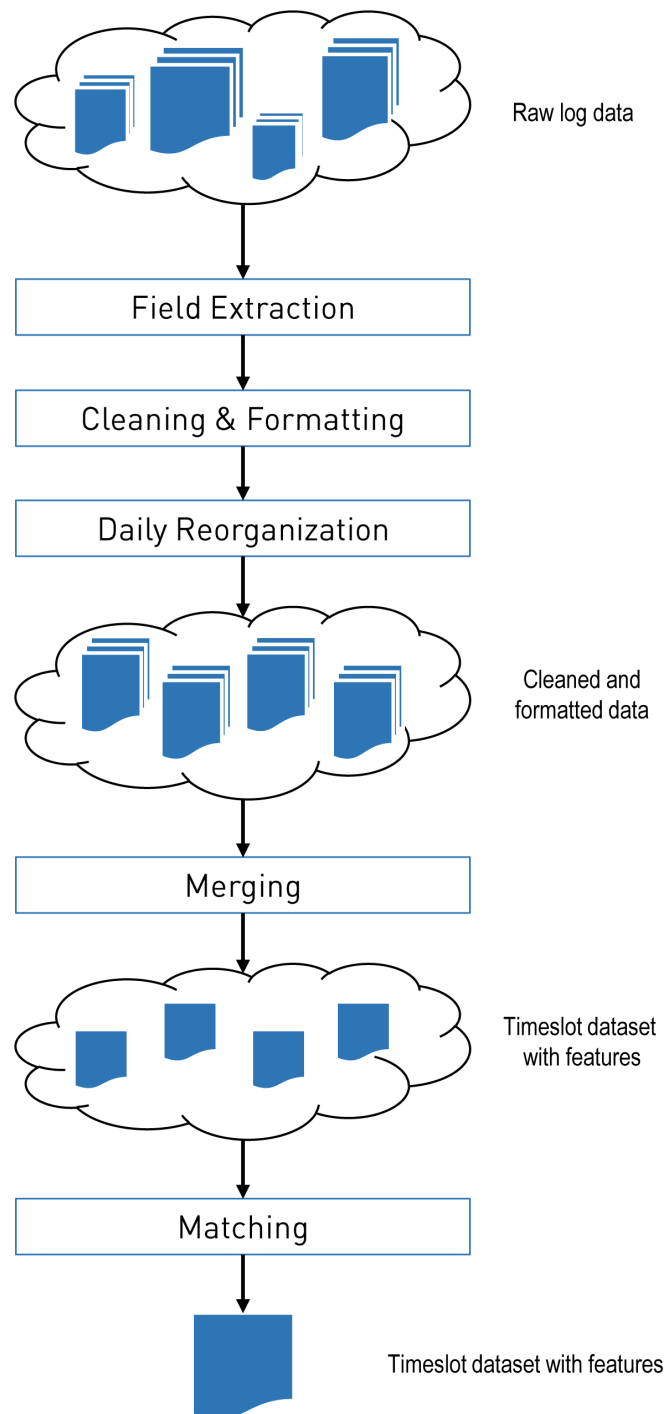 Raw log data
Field Extraction
Cleaning & Formatting
Daily Reorganization
Cleaned and
formatted data
Merging
Timeslot dataset
with features
Matching
Timeslot dataset with features